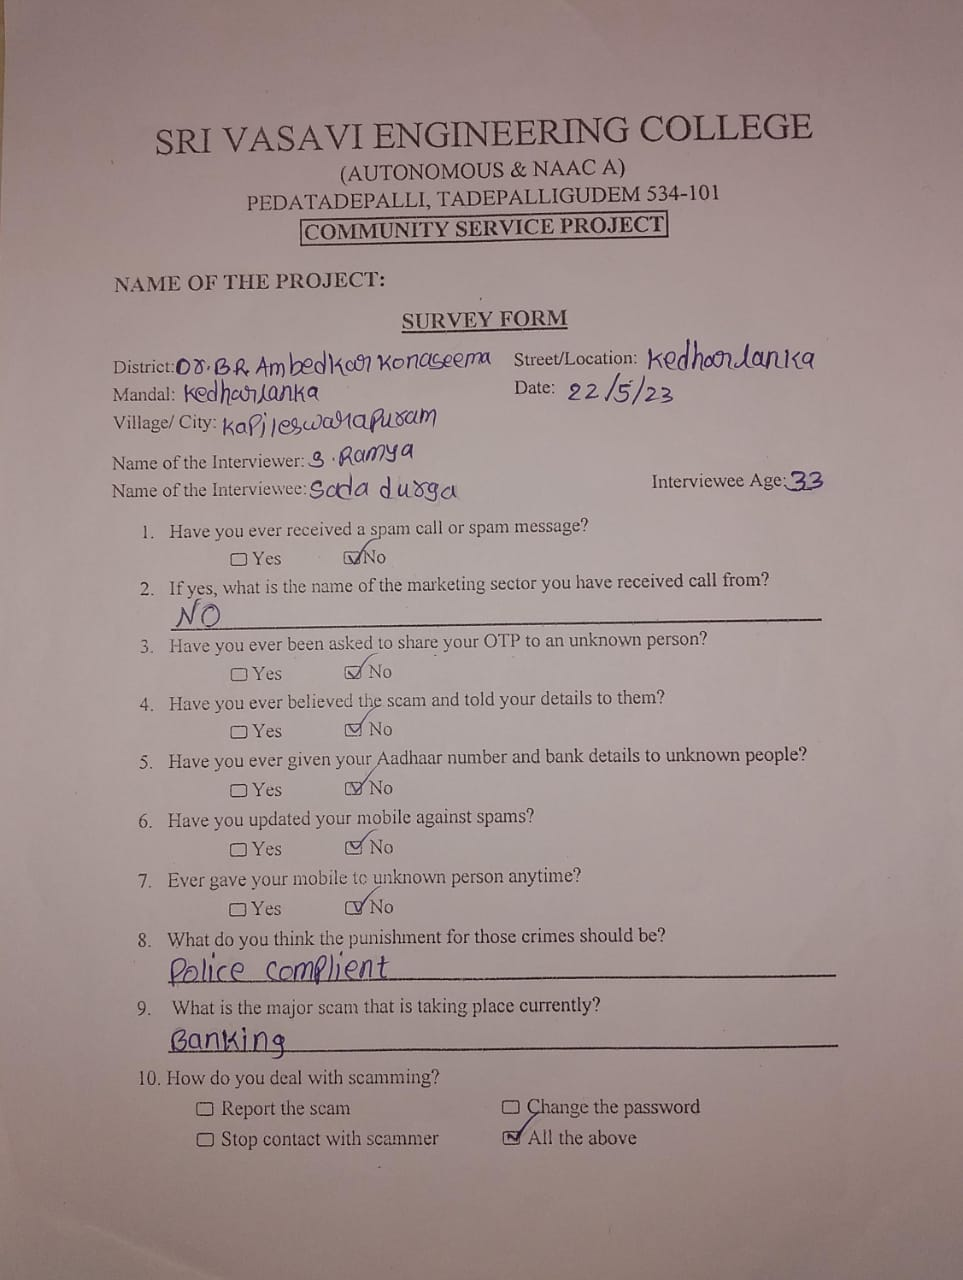 SRI VASAVI ENGINEERING COLLEGE
(AUTONOMOUS & NAAC A)
PEDATADEPALLI, TADEPALLIGUDEM 534-101
COMMUNITY SERVICE PROJECT
NAME OF THE PROJECT:
SURVEY FORM
District: Dr. B.R. Ambedkar Konaseema Street/Location: Kedharlanka
Mandal: Kedharlanka Date: 22/5/23
Village/ City: Kapileswarapuram
Name of the Interviewer: S. Ramya
Name of the Interviewee: Sada durga Interviewee Age: 33
1. Have you ever received a spam call or spam message?
☐ Yes ☑ No
2. If yes, what is the name of the marketing sector you have received call from?
NO
3. Have you ever been asked to share your OTP to an unknown person?
☐ Yes ☑ No
4. Have you ever believed the scam and told your details to them?
☐ Yes ☑ No
5. Have you ever given your Aadhaar number and bank details to unknown people?
☐ Yes ☑ No
6. Have you updated your mobile against spams?
☐ Yes ☑ No
7. Ever gave your mobile to unknown person anytime?
☐ Yes ☑ No
8. What do you think the punishment for those crimes should be?
Police complient
9. What is the major scam that is taking place currently?
Banking
10. How do you deal with scamming?
☐ Report the scam ☐ Change the password
☐ Stop contact with scammer ☑ All the above